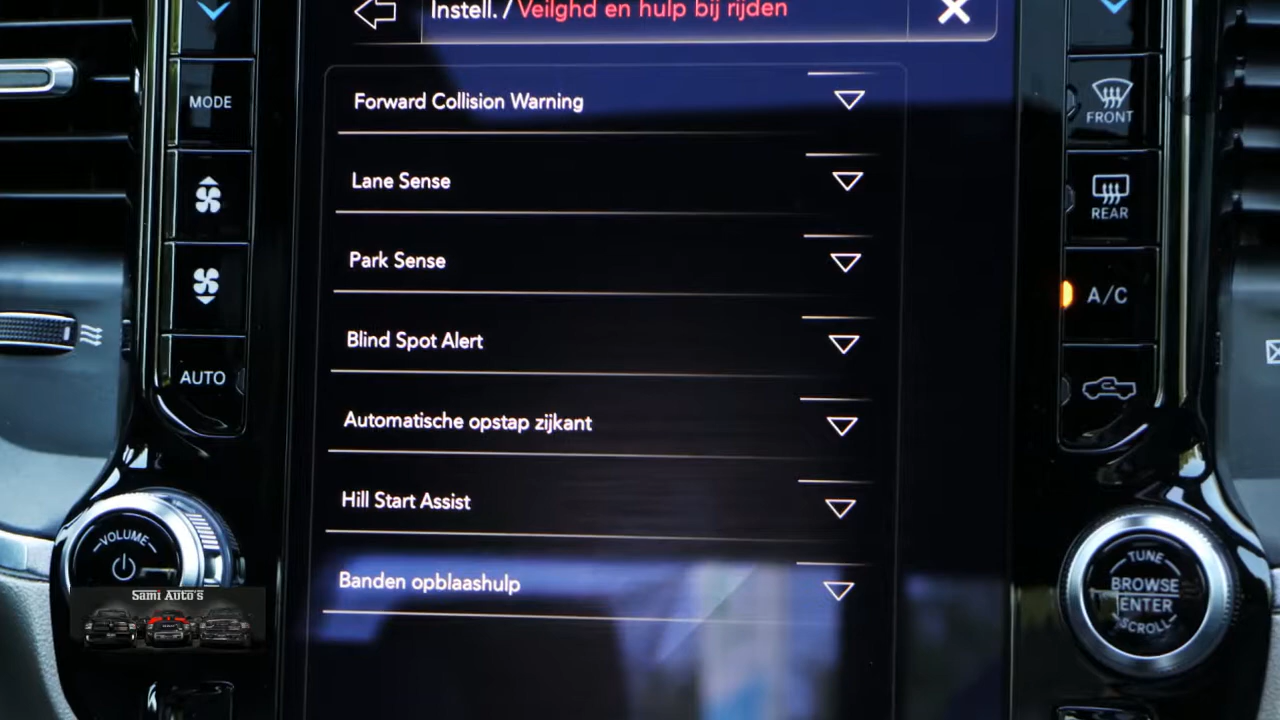 Instell. / Veilghd en hulp bij rijden
Forward Collision Warning
Lane Sense
Park Sense
Blind Spot Alert
Automatische opstap zijkant
Hill Start Assist
Banden opblaashulp
MODE
AUTO
VOLUME
Sami Auto's
FRONT
REAR
A/C
TUNE
BROWSE
ENTER
SCROLL